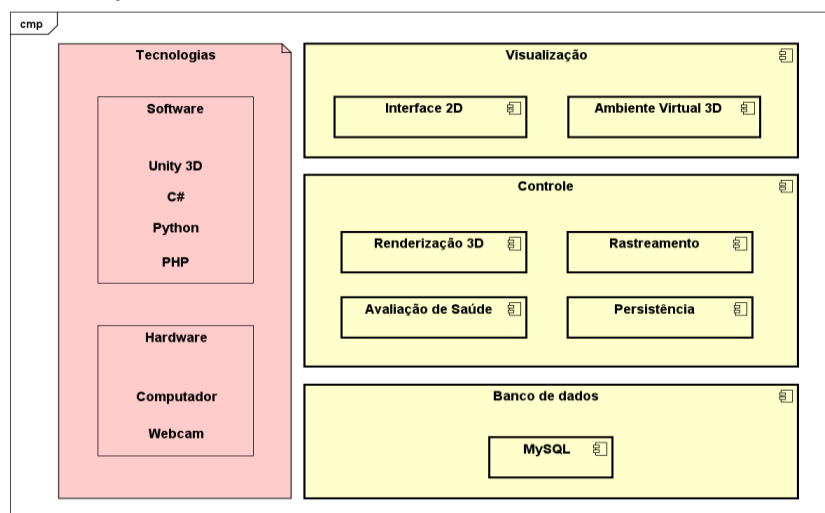 cmp
Tecnologias
Software
Unity 3D
C#
Python
PHP
Hardware
Computador
Webcam
Visualização
Interface 2D
Ambiente Virtual 3D
Controle
Renderização 3D
Rastreamento
Avaliação de Saúde
Persistência
Banco de dados
MySQL